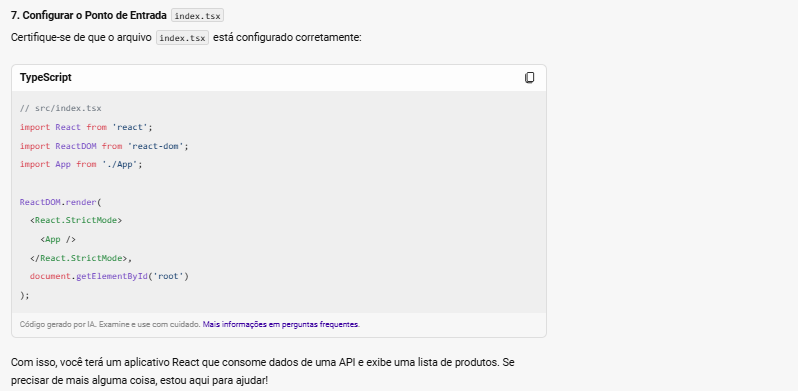 7. Configurar o Ponto de Entrada index.tsx
Certifique-se de que o arquivo index.tsx está configurado corretamente:
TypeScript
// src/index.tsx
import React from 'react';
import ReactDOM from 'react-dom';
import App from './App';
ReactDOM.render(
  <React.StrictMode>
    <App />
  </React.StrictMode>,
  document.getElementById('root')
);
Código gerado por IA. Examine e use com cuidado. Mais informações em perguntas frequentes.
Com isso, você terá um aplicativo React que consome dados de uma API e exibe uma lista de produtos. Se
precisar de mais alguma coisa, estou aqui para ajudar!